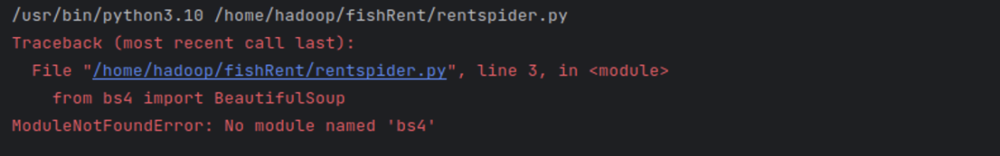 /usr/bin/python3.10 /home/hadoop/fishRent/rentspider.py
Traceback (most recent call last):
  File "/home/hadoop/fishRent/rentspider.py", line 3, in <module>
    from bs4 import BeautifulSoup
ModuleNotFoundError: No module named 'bs4'